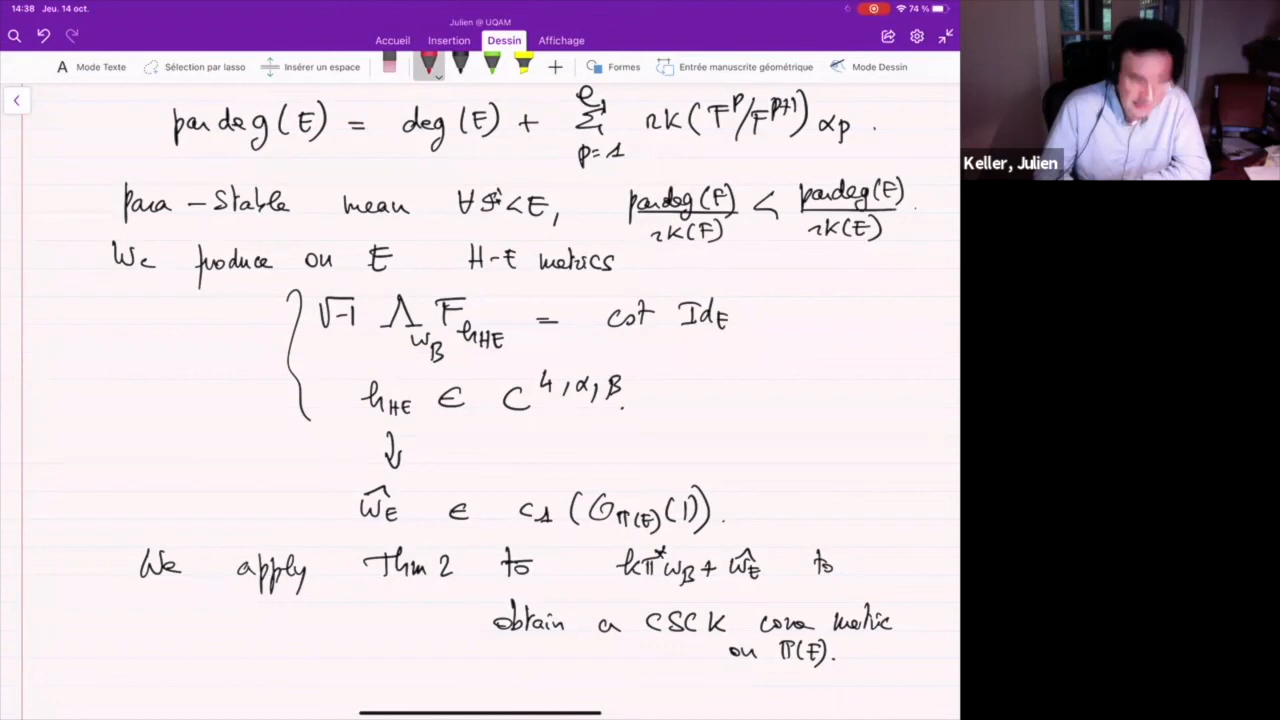 14:38 Jeu. 14 oct.
74 %
Julien @ UQAM
Accueil Insertion Dessin Affichage
A Mode Texte Sélection par lasso Insérer un espace Formes Entrée manuscrite géométrique Mode Dessin
pardeg(E) = deg(E) + Σ_{p=1}^{e} rk(F^p/F^{p+1}) αp.
para-Stable mean ∀ F<E, pardeg(F)/rk(F) < pardeg(E)/rk(E).
We produce on E H-E metrics
√-1 Λ_{ω_B} F_{h_{HE}} = cst Id_E
h_{HE} ∈ C^{4,α,β}.
↓
ω̂_E ∈ c_1(O_{ℙ(E)}(1)).
We apply Thm 2 to kπ*ω_B + ω̂_E to
obtain a CSCK cone metric
on ℙ(E).
Keller, Julien